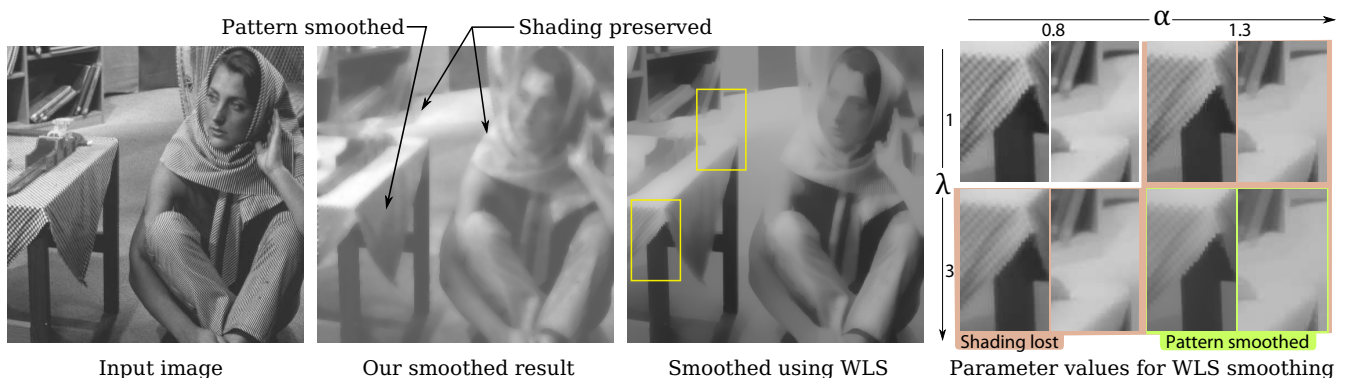 Pattern smoothed
Shading preserved
α
0.8
1.3
1
λ
3
Shading lost
Pattern smoothed
Input image
Our smoothed result
Smoothed using WLS
Parameter values for WLS smoothing